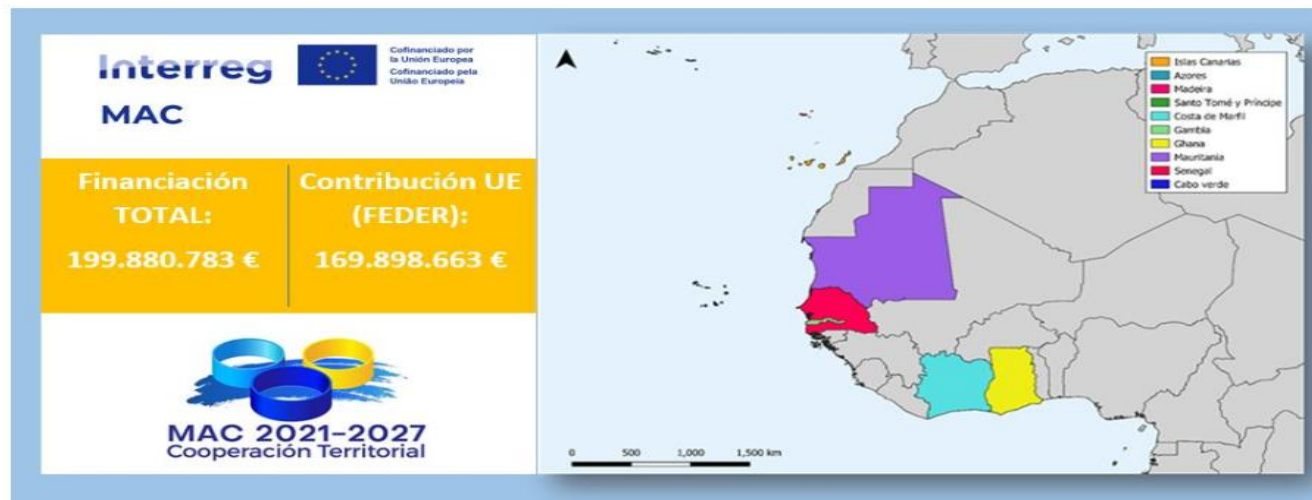 Interreg
MAC
Cofinanciado por
la Unión Europea
Cofinanciado pela
União Europeia
Financiación
TOTAL:
199.880.783 €
Contribución UE
(FEDER):
169.898.663 €
MAC 2021-2027
Cooperación Territorial
Islas Canarias
Azores
Madeira
Santo Tomé y Príncipe
Costa de Marfil
Gambia
Ghana
Mauritania
Senegal
Cabo verde
0 500 1,000 1,500 km